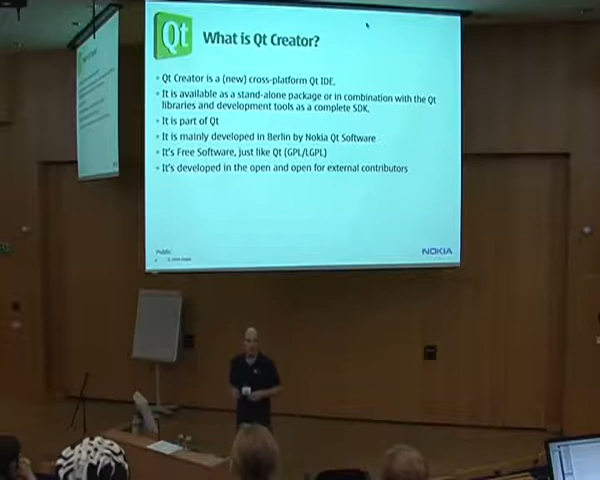 Qt
What is Qt Creator?
Qt Creator is a (new) cross-platform Qt IDE.
It is available as a stand-alone package or in combination with the Qt
libraries and development tools as a complete SDK.
It is part of Qt
It is mainly developed in Berlin by Nokia Qt Software
It's Free Software, just like Qt (GPL/LGPL)
It's developed in the open and open for external contributors
Public
NOKIA